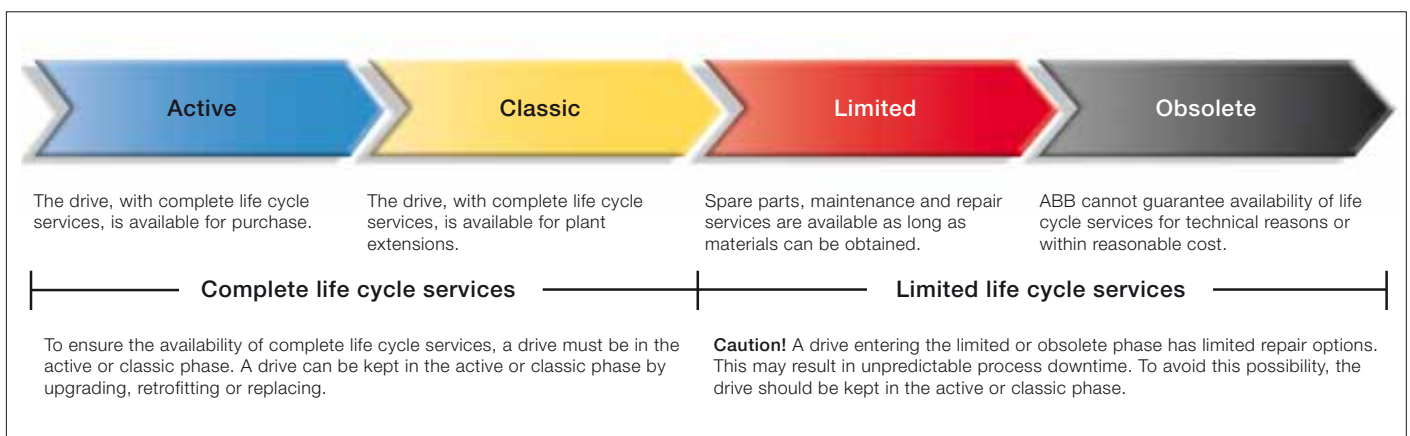 Active
Classic
Limited
Obsolete
The drive, with complete life cycle
services, is available for purchase.
The drive, with complete life cycle
services, is available for plant
extensions.
Spare parts, maintenance and repair
services are available as long as
materials can be obtained.
ABB cannot guarantee availability of life
cycle services for technical reasons or
within reasonable cost.
Complete life cycle services
Limited life cycle services
To ensure the availability of complete life cycle services, a drive must be in the
active or classic phase. A drive can be kept in the active or classic phase by
upgrading, retrofitting or replacing.
Caution! A drive entering the limited or obsolete phase has limited repair options.
This may result in unpredictable process downtime. To avoid this possibility, the
drive should be kept in the active or classic phase.